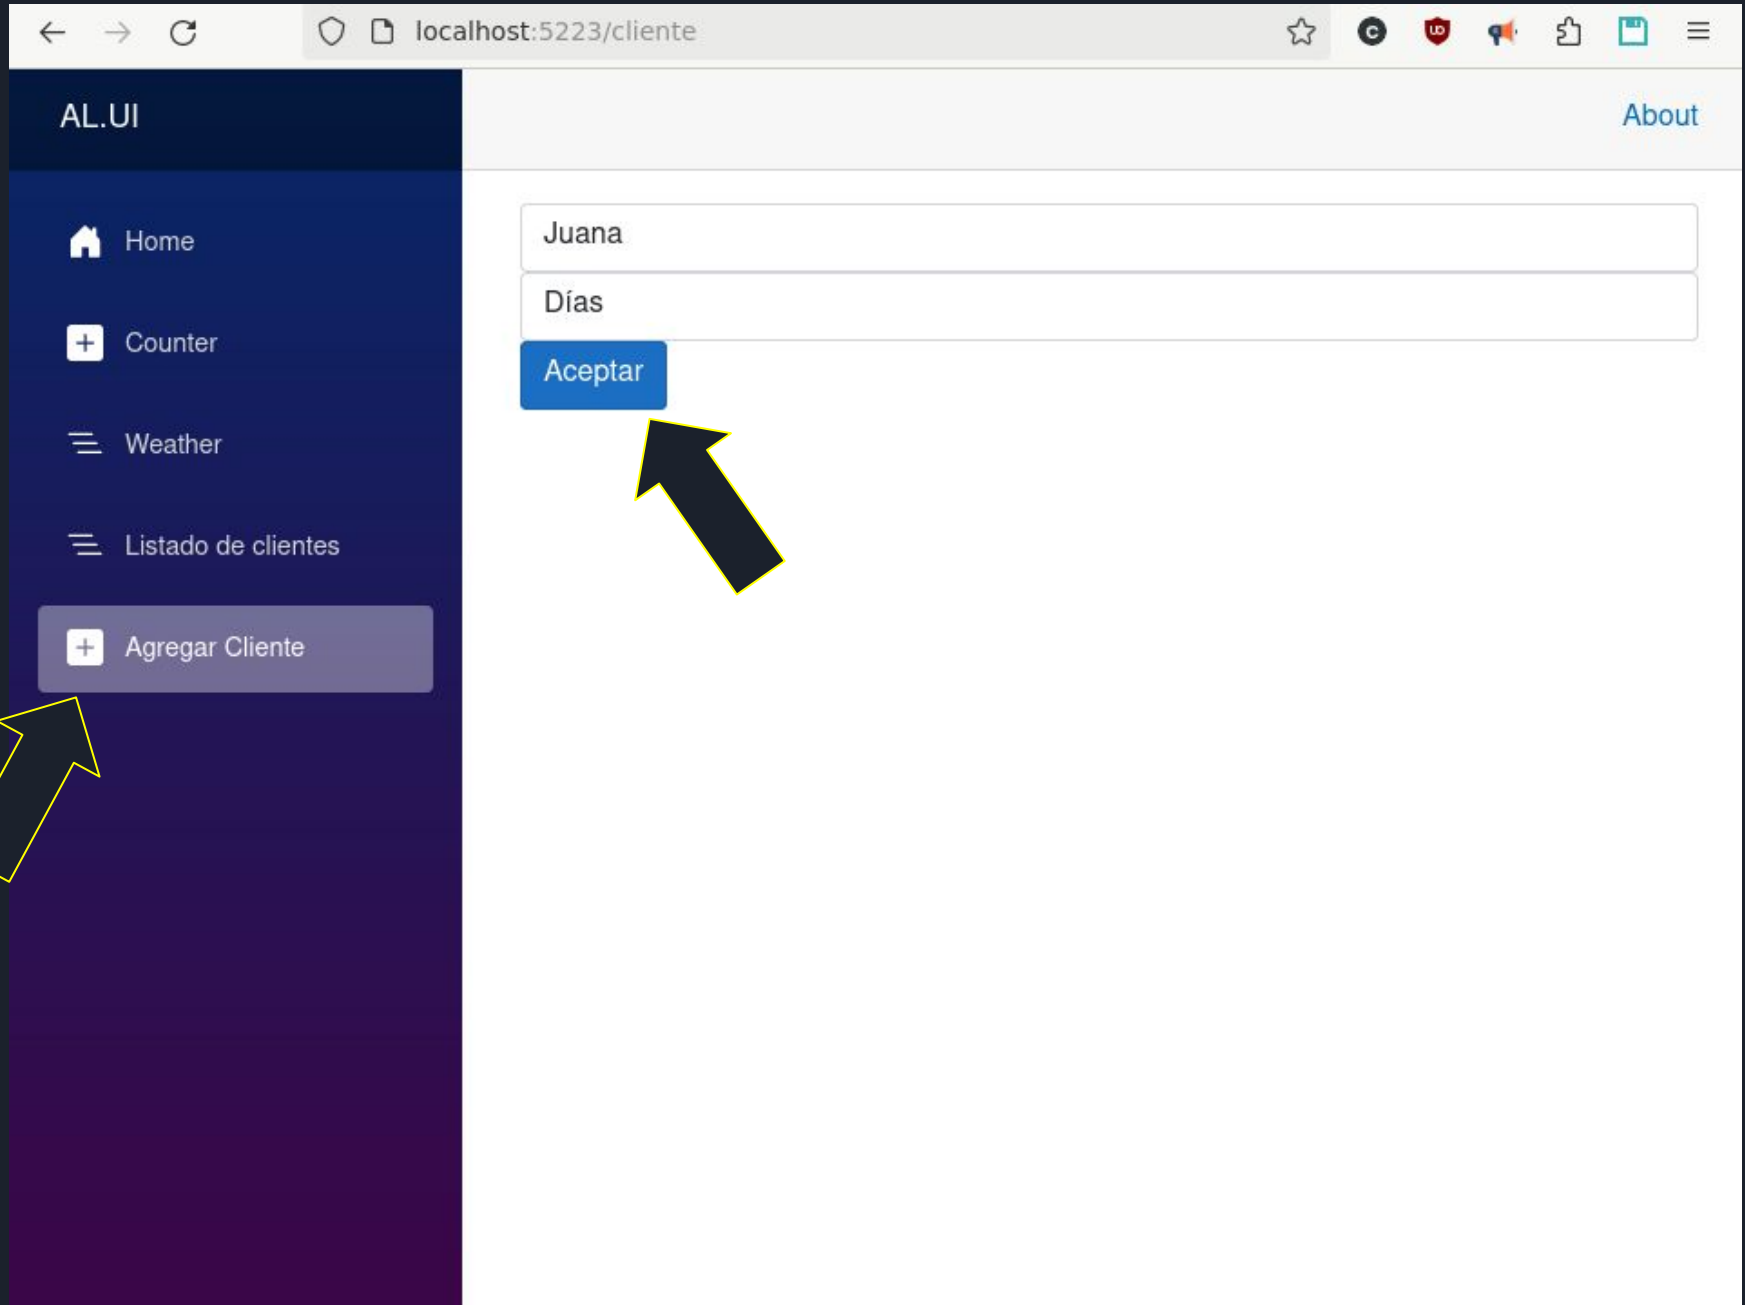 localhost:5223/cliente
AL.UI
About
Home
Counter
Weather
Listado de clientes
Agregar Cliente
Juana
Días
Aceptar